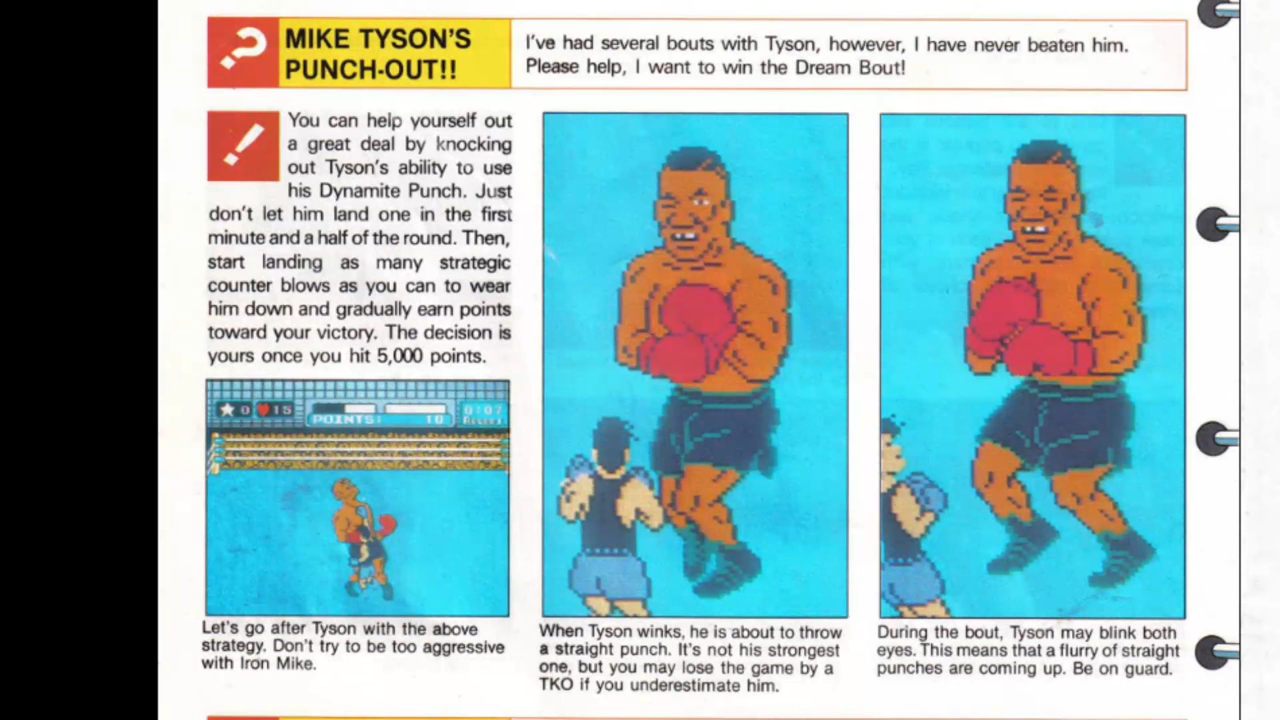 ?
MIKE TYSON'S
PUNCH-OUT!!
I've had several bouts with Tyson, however, I have never beaten him.
Please help, I want to win the Dream Bout!
!
You can help yourself out
a great deal by knocking
out Tyson's ability to use
his Dynamite Punch. Just
don't let him land one in the first
minute and a half of the round. Then,
start landing as many strategic
counter blows as you can to wear
him down and gradually earn points
toward your victory. The decision is
yours once you hit 5,000 points.
0 15
POINTS: 10
0:07
Let's go after Tyson with the above
strategy. Don't try to be too aggressive
with Iron Mike.
When Tyson winks, he is about to throw
a straight punch. It's not his strongest
one, but you may lose the game by a
TKO if you underestimate him.
During the bout, Tyson may blink both
eyes. This means that a flurry of straight
punches are coming up. Be on guard.